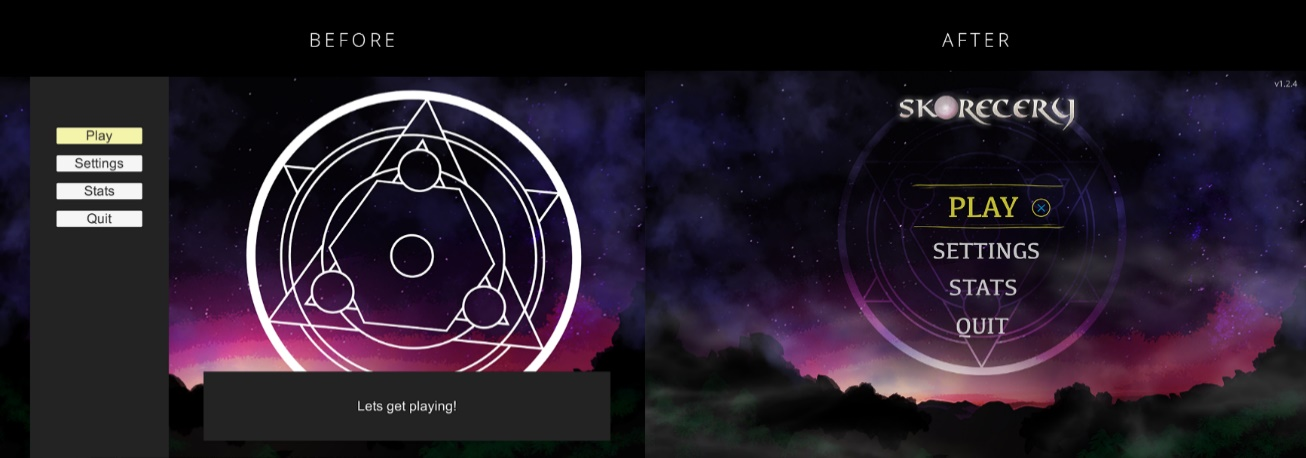 BEFORE
Play
Settings
Stats
Quit
Lets get playing!
AFTER
v1.2.4
SKORECERY
PLAY
SETTINGS
STATS
QUIT